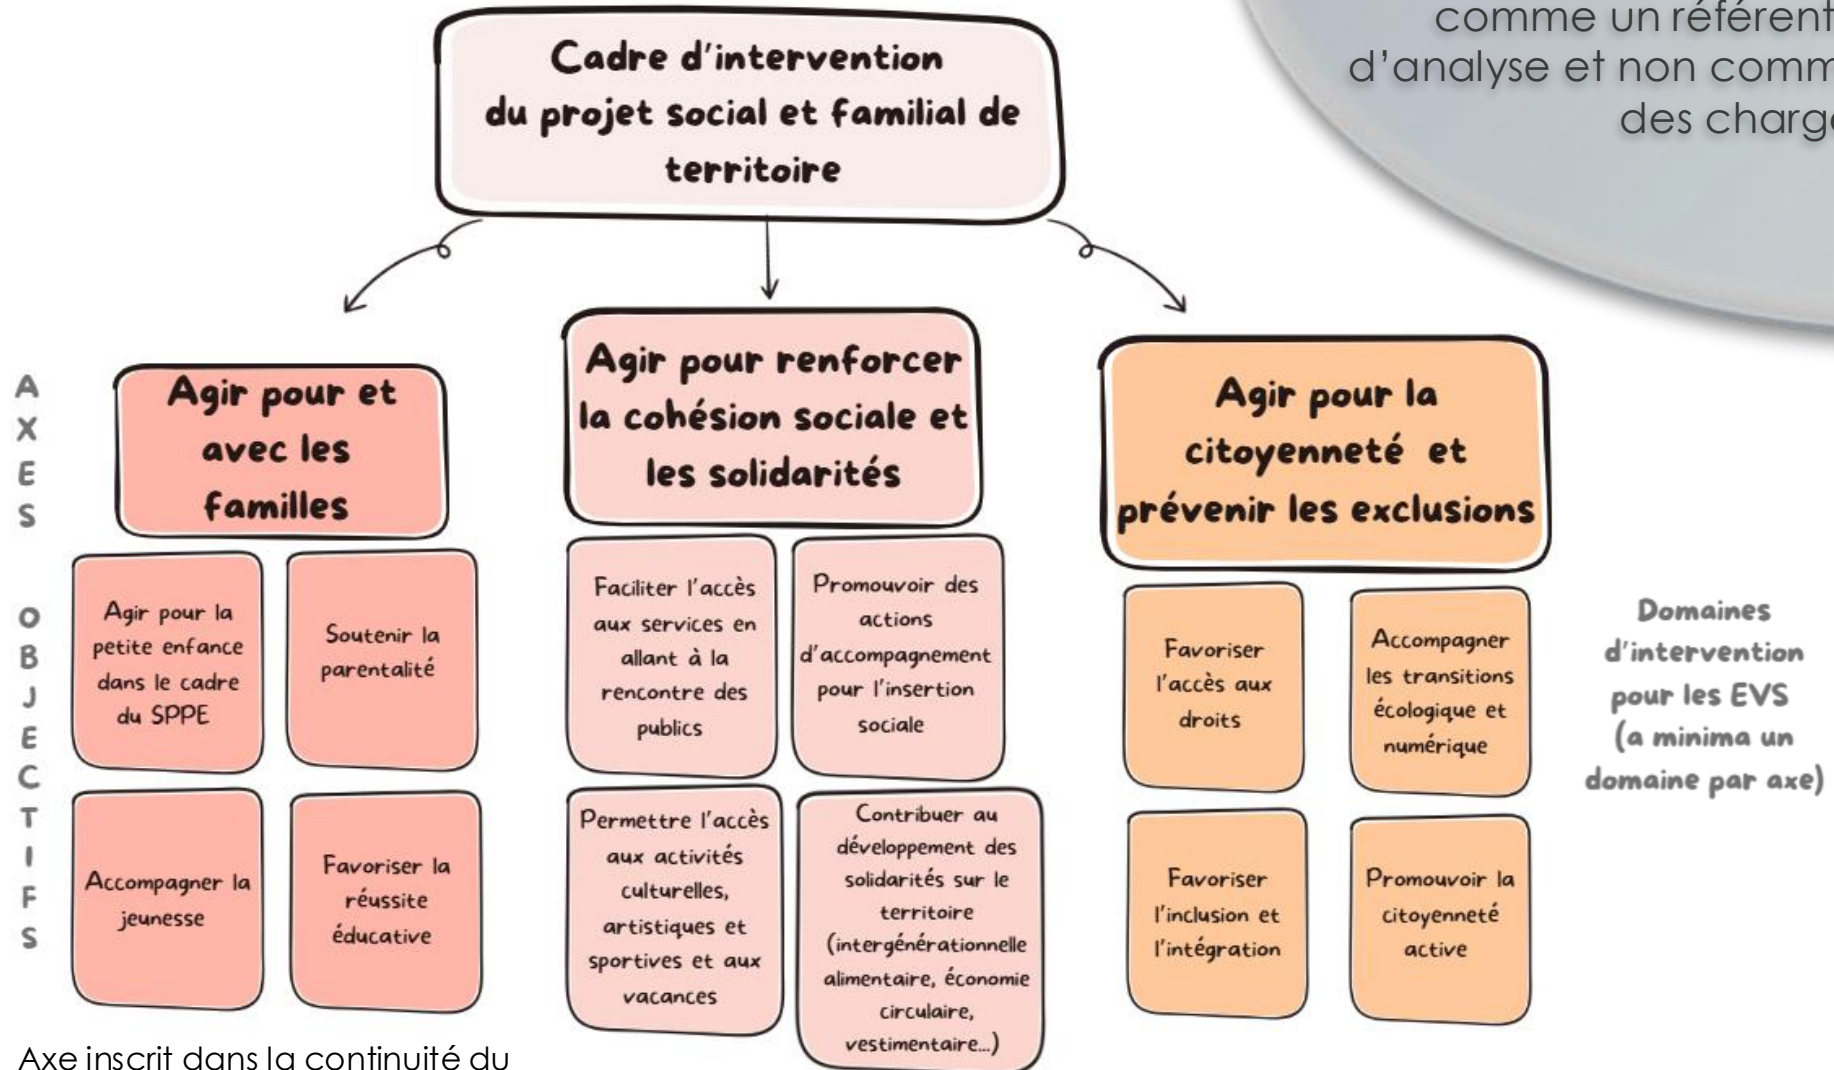 comme un référent
d'analyse et non comm
des charg
Cadre d'intervention
du projet social et familial de
territoire
AXES
Agir pour et
avec les
familles
Agir pour renforcer
la cohésion sociale et
les solidarités
Agir pour la
citoyenneté et
prévenir les exclusions
OBJECTIFS
Agir pour la
petite enfance
dans le cadre
du SPPE
Soutenir la
parentalité
Accompagner la
jeunesse
Favoriser la
réussite
éducative
Faciliter l'accès
aux services en
allant à la
rencontre des
publics
Promouvoir des
actions
d'accompagnement
pour l'insertion
sociale
Permettre l'accès
aux activités
culturelles,
artistiques et
sportives et aux
vacances
Contribuer au
développement des
solidarités sur le
territoire
(intergénérationnelle
alimentaire, économie
circulaire,
vestimentaire...)
Favoriser
l'accès aux
droits
Accompagner
les transitions
écologique et
numérique
Favoriser
l'inclusion et
l'intégration
Promouvoir la
citoyenneté
active
Domaines
d'intervention
pour les EVS
(a minima un
domaine par axe)
Axe inscrit dans la continuité du